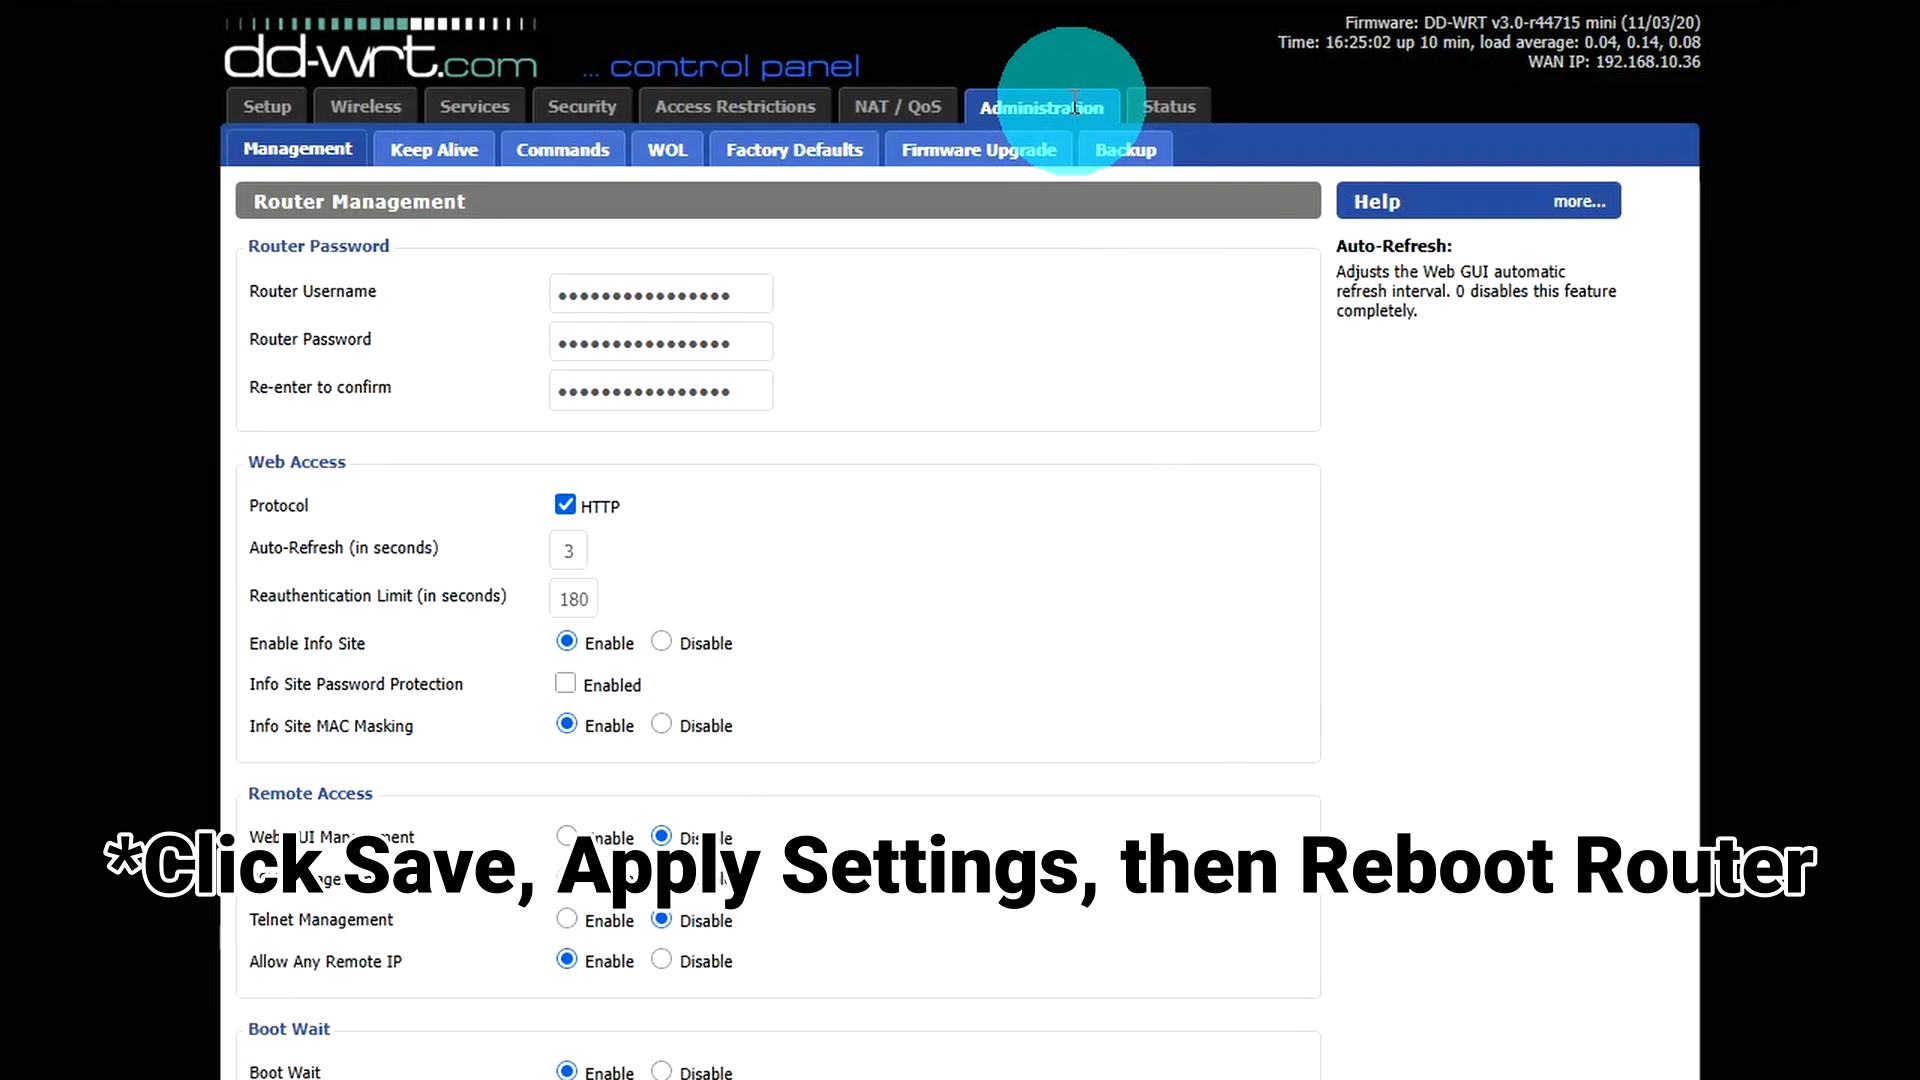 dd-wrt.com ... control panel
Firmware: DD-WRT v3.0-r44715 mini (11/03/20)
Time: 16:25:02 up 10 min, load average: 0.04, 0.14, 0.08
WAN IP: 192.168.10.36
Setup Wireless Services Security Access Restrictions NAT / QoS Administration Status
Management Keep Alive Commands WOL Factory Defaults Firmware Upgrade Backup
Router Management
Router Password
Router Username
Router Password
Re-enter to confirm
Web Access
Protocol HTTP
Auto-Refresh (in seconds) 3
Reauthentication Limit (in seconds) 180
Enable Info Site Enable Disable
Info Site Password Protection Enabled
Info Site MAC Masking Enable Disable
Remote Access
*Click Save, Apply Settings, then Reboot Router
Telnet Management Enable Disable
Allow Any Remote IP Enable Disable
Boot Wait
Boot Wait Enable Disable
Help more...
Auto-Refresh:
Adjusts the Web GUI automatic
refresh interval. 0 disables this feature
completely.